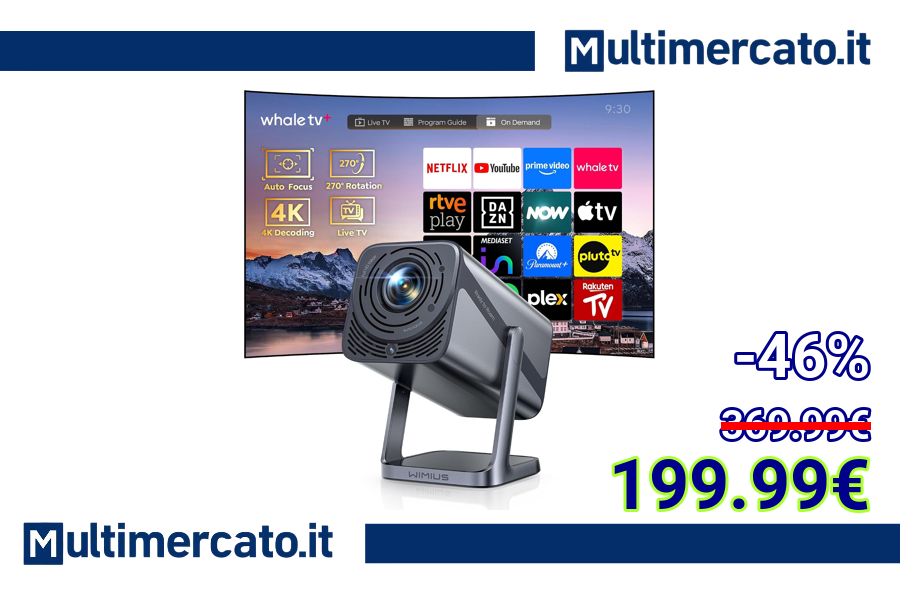 Multimercato.it
9:30
whale tv+
Live TV
Program Guide
On Demand
Auto Focus
270°
270° Rotation
4K
4K Decoding
TV
Live TV
NETFLIX
YouTube
prime video
whale tv
rtve play
DAZN
NOW
tv
MEDIASET
in
Paramount+
pluto tv
plex
Rakuten TV
WIMIUS
-46%
369.99€
199.99€
Multimercato.it